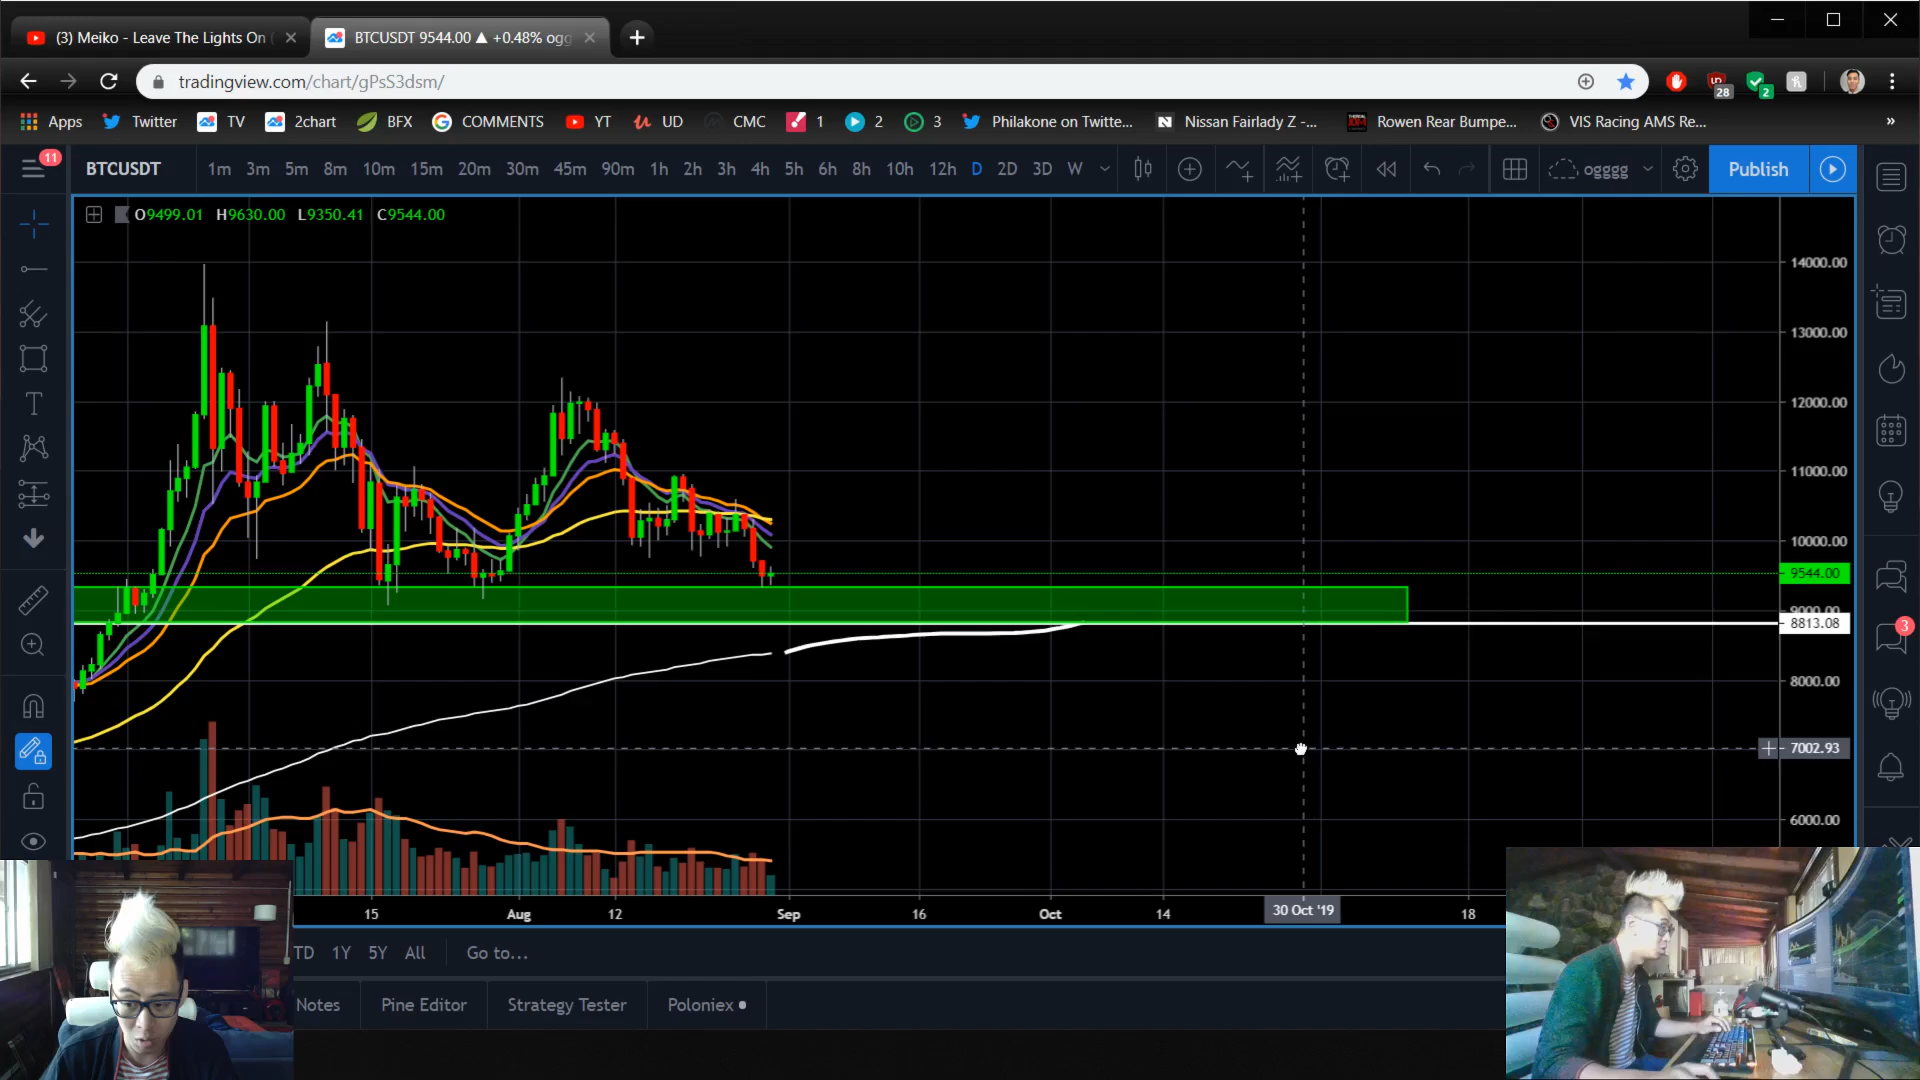 (3) Meiko - Leave The Lights On (
BTCUSDT 9544.00 ▲ +0.48% ogg
tradingview.com/chart/gPsS3dsm/
28
2
Apps
Twitter
TV
2chart
BFX
COMMENTS
YT
UD
CMC
1
2
3
Philakone on Twitte...
Nissan Fairlady Z -...
Rowen Rear Bumpe...
VIS Racing AMS Re...
»
11
BTCUSDT
1m 3m 5m 8m 10m 15m 20m 30m 45m 90m 1h 2h 3h 4h 5h 6h 8h 10h 12h D 2D 3D W
ogggg
Publish
O9499.01 H9630.00 L9350.41 C9544.00
14000.00
13000.00
12000.00
11000.00
10000.00
9544.00
9000.00
8813.08
3
8000.00
7002.93
6000.00
15 Aug 12 Sep 16 Oct 14 30 Oct '19 18
TD 1Y 5Y All Go to...
Notes Pine Editor Strategy Tester Poloniex